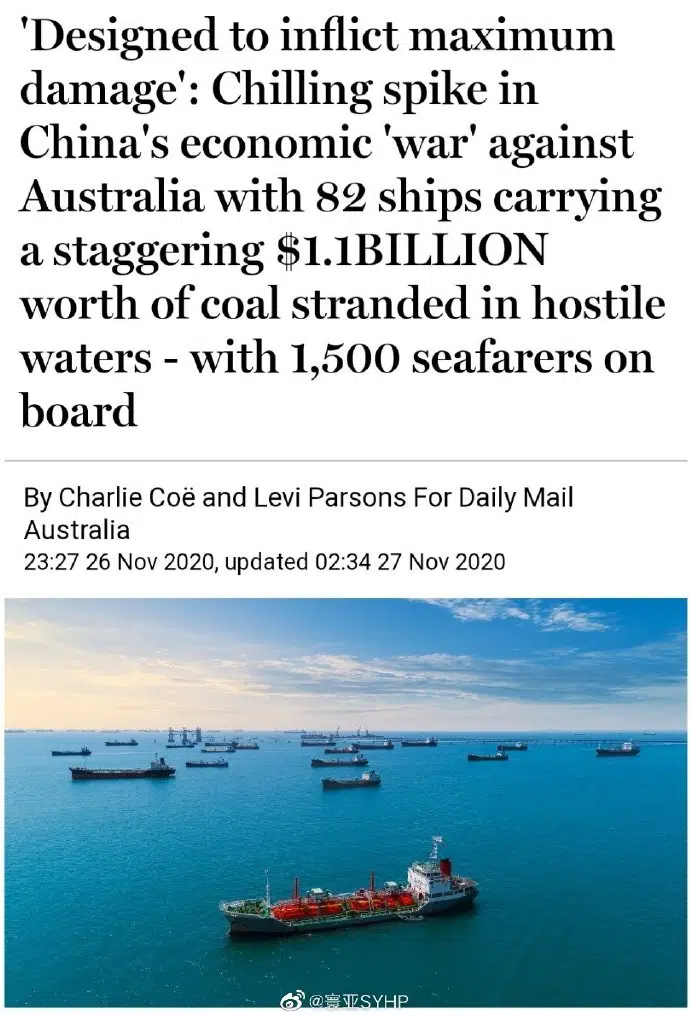 'Designed to inflict maximum
damage': Chilling spike in
China's economic 'war' against
Australia with 82 ships carrying
a staggering $1.1BILLION
worth of coal stranded in hostile
waters - with 1,500 seafarers on
board
By Charlie Coë and Levi Parsons For Daily Mail
Australia
23:27 26 Nov 2020, updated 02:34 27 Nov 2020
@寰亚SYHP